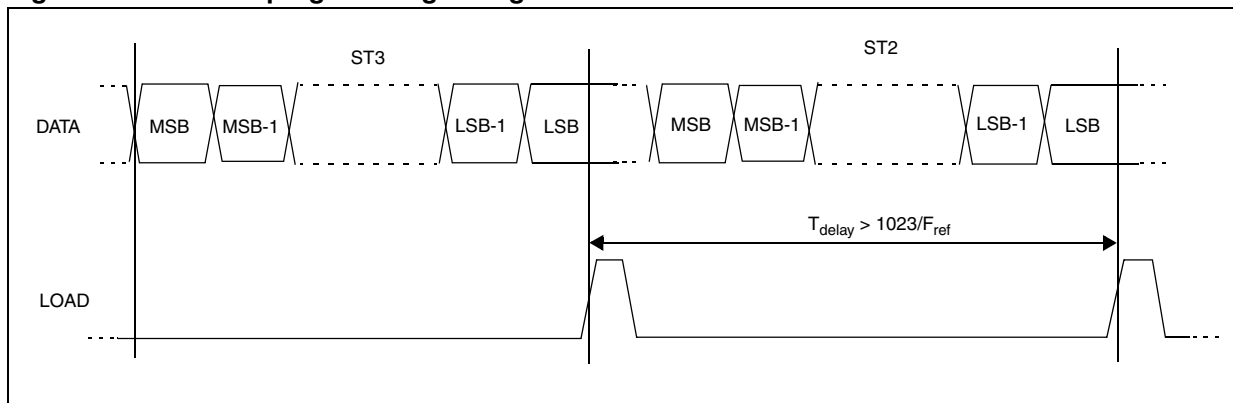 ST3
ST2
DATA
MSB
MSB-1
LSB-1
LSB
MSB
MSB-1
LSB-1
LSB
Tdelay > 1023/Fref
LOAD